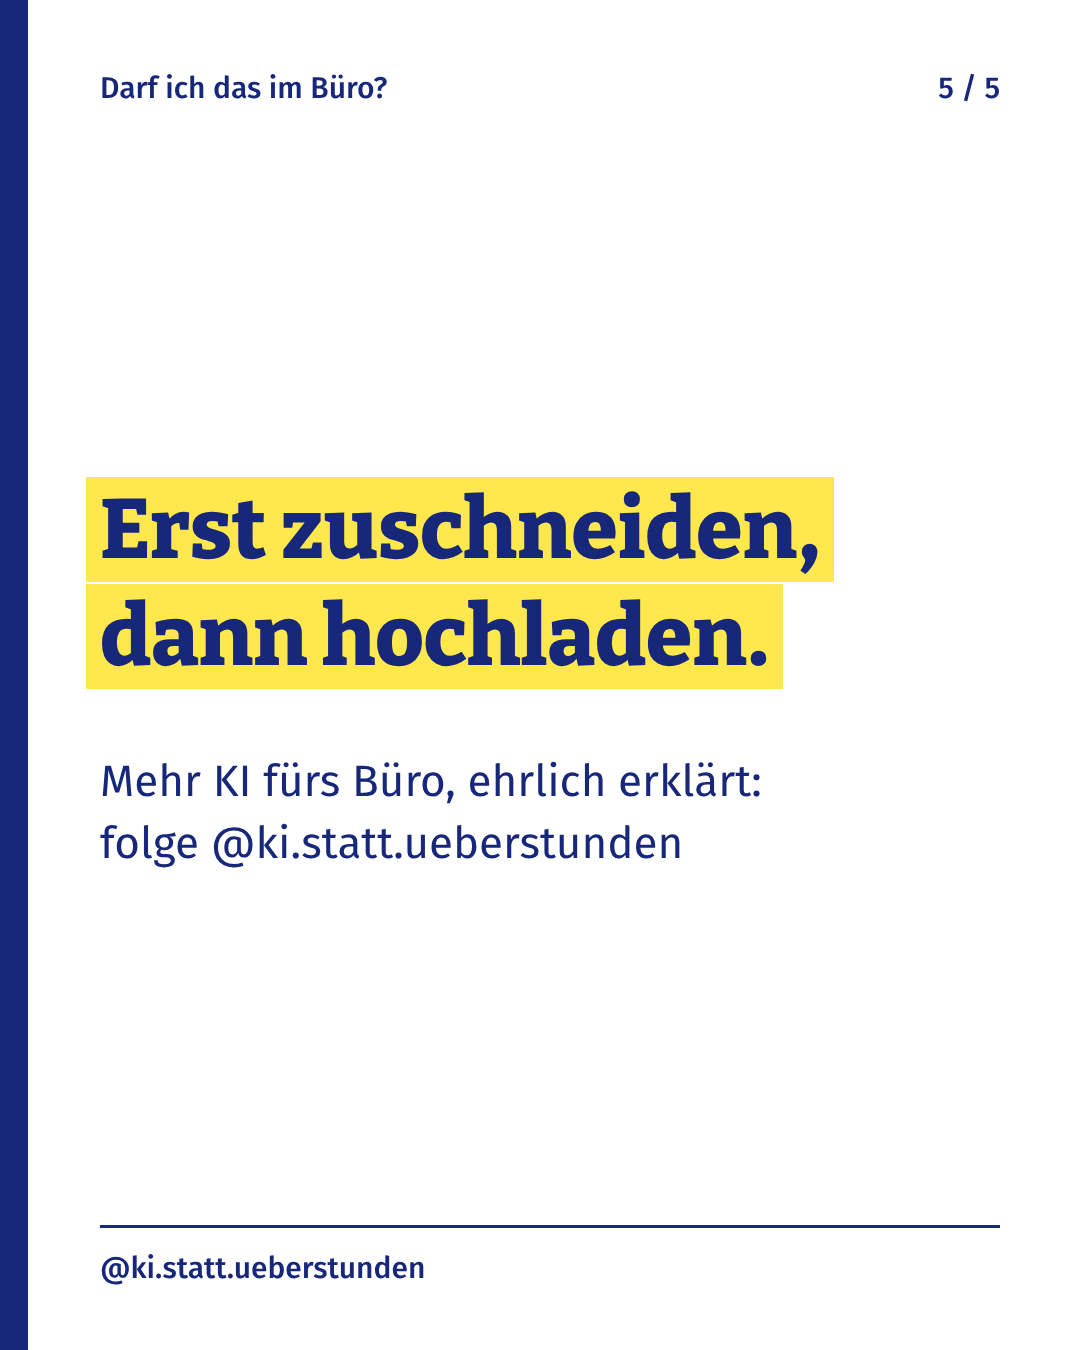 Darf ich das im Büro?
5 / 5
Erst zuschneiden,
dann hochladen.
Mehr KI fürs Büro, ehrlich erklärt:
folge @ki.statt.ueberstunden
@ki.statt.ueberstunden